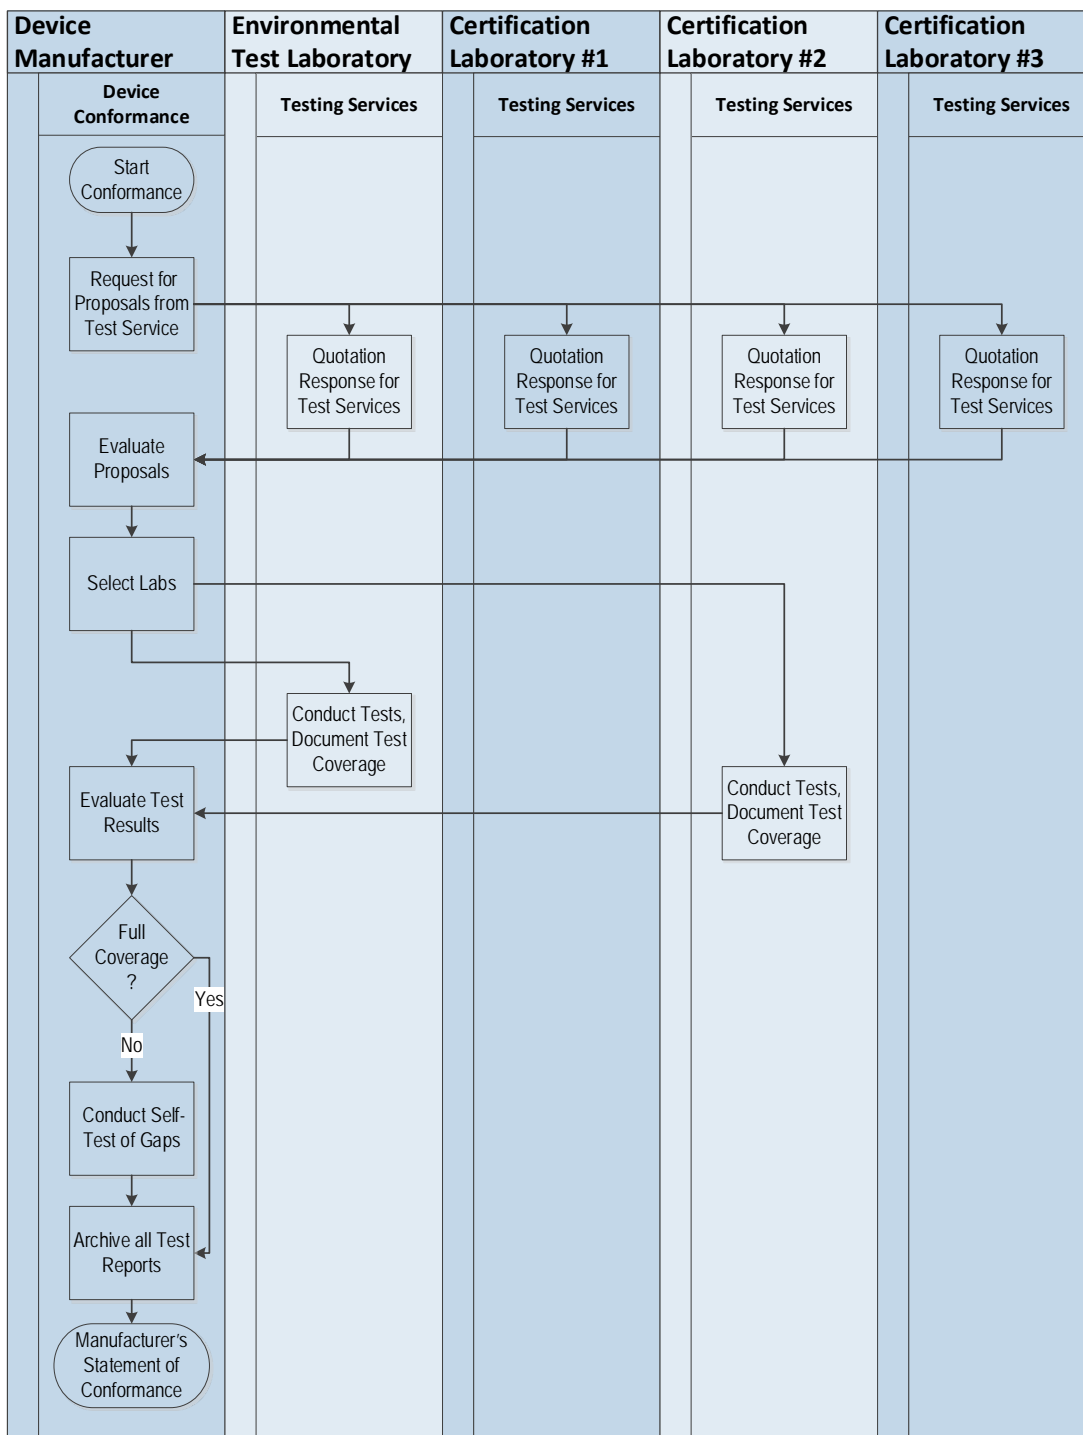 Device
Manufacturer
Environmental
Test Laboratory
Certification
Laboratory #1
Certification
Laboratory #2
Certification
Laboratory #3
Device
Conformance
Testing Services
Testing Services
Testing Services
Testing Services
Start
Conformance
Request for
Proposals from
Test Service
Quotation
Response for
Test Services
Quotation
Response for
Test Services
Quotation
Response for
Test Services
Quotation
Response for
Test Services
Evaluate
Proposals
Select Labs
Conduct Tests,
Document Test
Coverage
Conduct Tests,
Document Test
Coverage
Evaluate Test
Results
Full
Coverage
?
Yes
No
Conduct Self-
Test of Gaps
Archive all Test
Reports
Manufacturer's
Statement of
Conformance